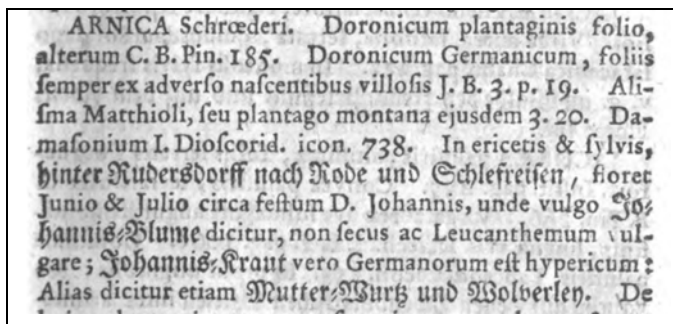 ARNICA Schrœderi. Doronicum plantaginis folio,
alterum C. B. Pin. 185. Doronicum Germanicum, foliis
ſemper ex adverſo naſcentibus villoſis J. B. 3. p. 19. Ali-
ſma Matthioli, ſeu plantago montana ejusdem 3. 20. Da-
maſonium I. Dioſcorid. icon. 738. In ericetis & ſylvis,
hinter Rudersdorff nach Rode und Schlefreiſen, floret
Junio & Julio circa feſtum D. Johannis, unde vulgo Jo-
hannis-Blume dicitur, non ſecus ac Leucanthemum vul-
gare; Johannis-Kraut vero Germanorum eſt hypericum:
Alias dicitur etiam Mutter-Wurtz und Wolverley. De